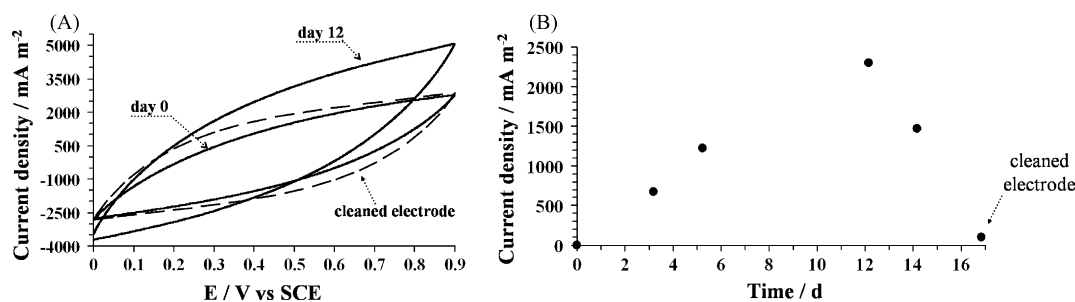 (A)
Current density / mA m⁻²
5000
3500
2000
500
-1000
-2500
-4000
day 12
day 0
cleaned electrode
0 0.1 0.2 0.3 0.4 0.5 0.6 0.7 0.8 0.9
E / V vs SCE
(B)
Current density / mA m⁻²
2500
2000
1500
1000
500
0
cleaned
electrode
0 2 4 6 8 10 12 14 16
Time / d